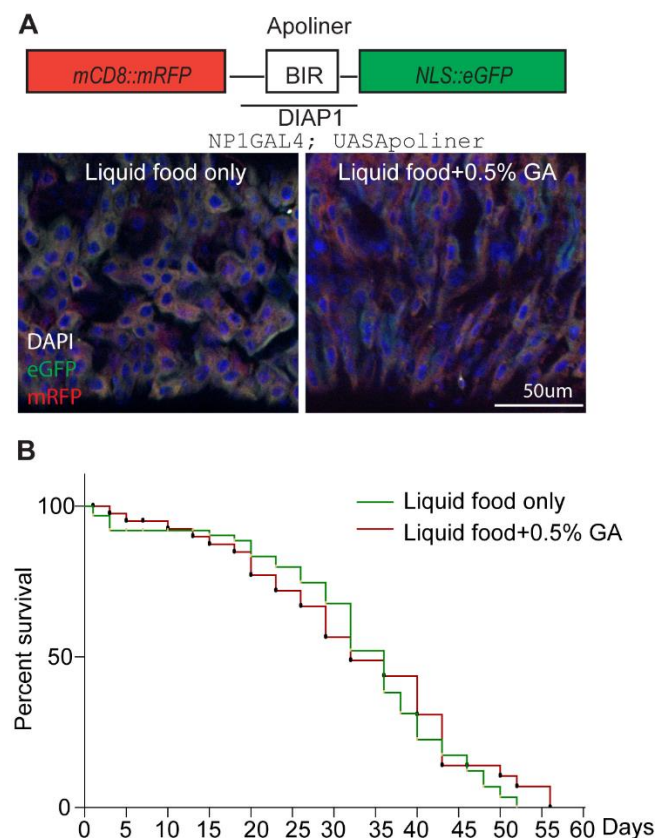 A
Apoliner
mCD8::mRFP BIR NLS::eGFP
DIAP1
NP1GAL4; UASApoliner
Liquid food only Liquid food+0.5% GA
DAPI
eGFP
mRFP
50um
B
Liquid food only
Liquid food+0.5% GA
Percent survival
100
50
0
0 5 10 15 20 25 30 35 40 45 50 55 60 Days